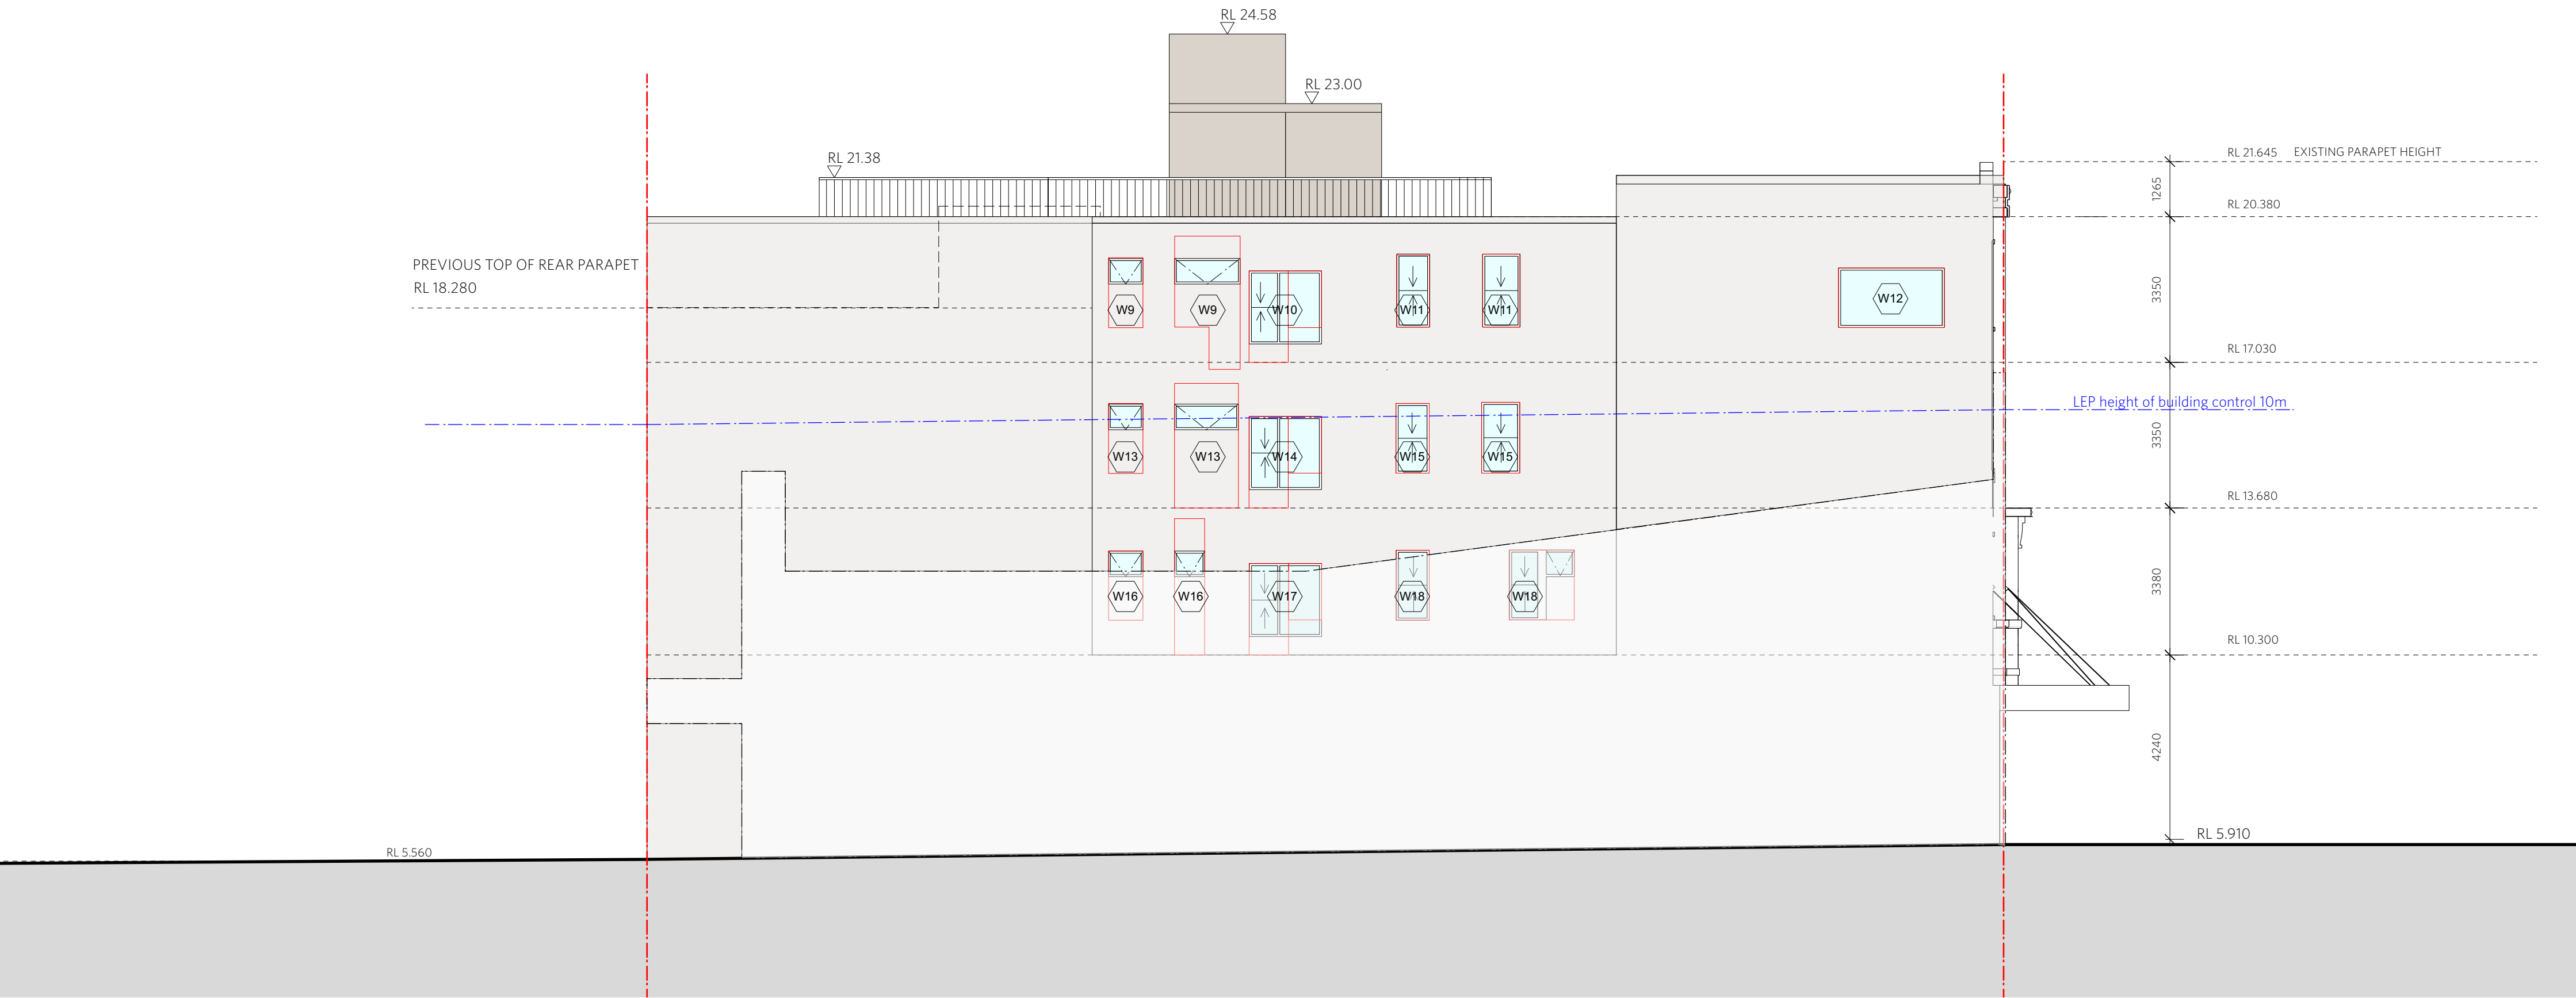 RL 24.58
RL 23.00
RL 21.38
RL 21.645 EXISTING PARAPET HEIGHT
1265
RL 20.380
PREVIOUS TOP OF REAR PARAPET
RL 18.280
3350
W9 W9 W10 W11 W11 W12
RL 17.030
LEP height of building control 10m
3350
W13 W13 W14 W15 W15
RL 13.680
3380
W16 W16 W17 W18 W18
RL 10.300
4240
RL 5.910
RL 5.560